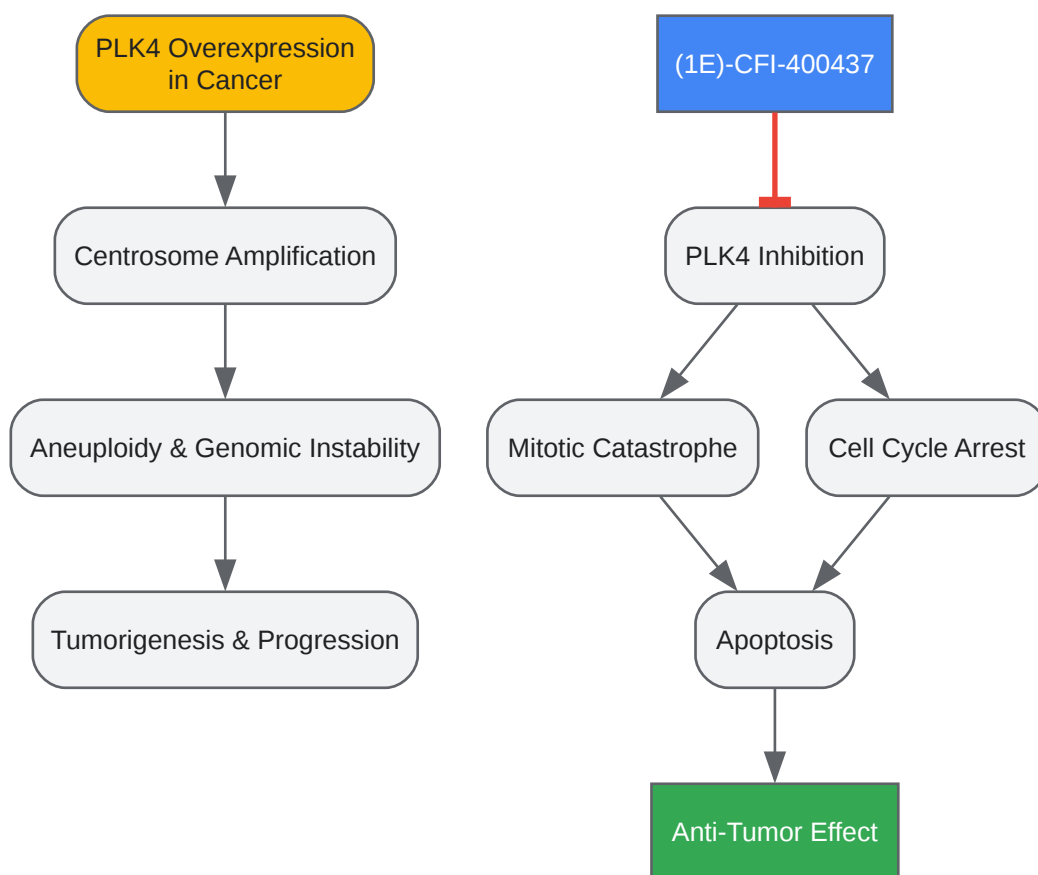 PLK4 Overexpression
in Cancer
Centrosome Amplification
Aneuploidy & Genomic Instability
Tumorigenesis & Progression
(1E)-CFI-400437
PLK4 Inhibition
Mitotic Catastrophe
Cell Cycle Arrest
Apoptosis
Anti-Tumor Effect